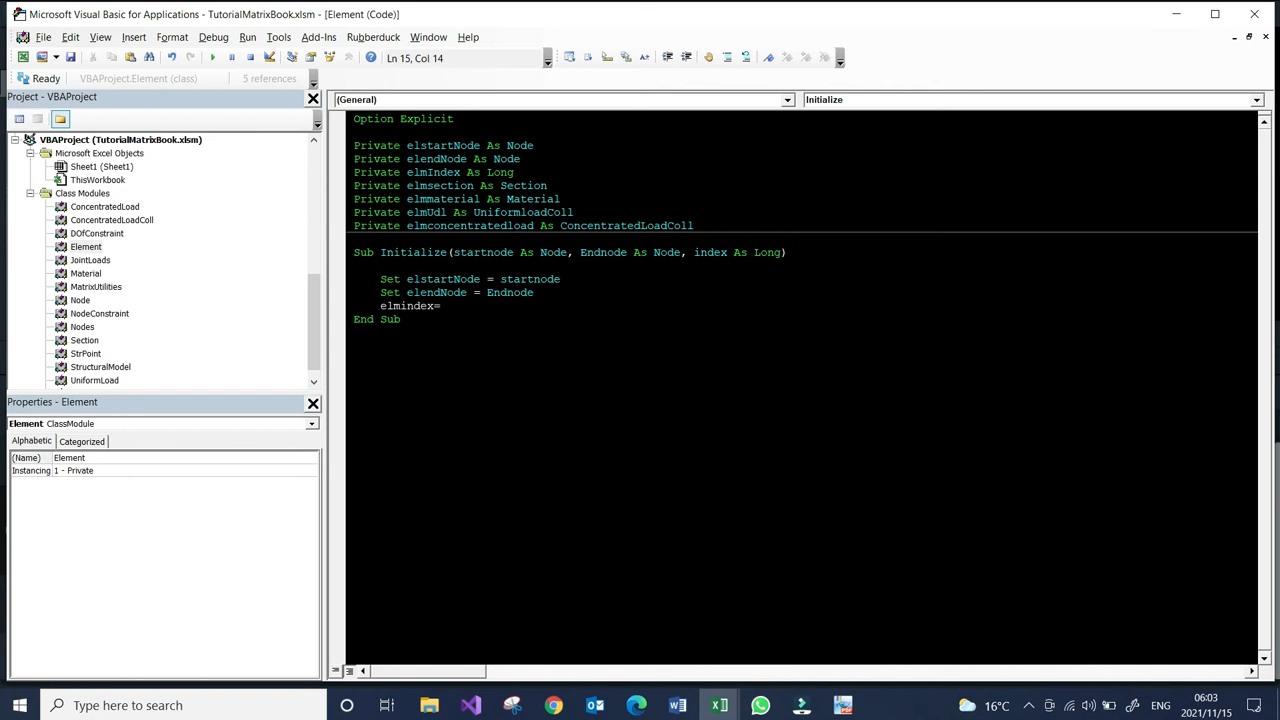 Microsoft Visual Basic for Applications - TutorialMatrixBook.xlsm - [Element (Code)]
File Edit View Insert Format Debug Run Tools Add-Ins Rubberduck Window Help
Ln 15, Col 14
Ready VBAProject.Element (class) 5 references
Project - VBAProject
(General) Initialize
VBAProject (TutorialMatrixBook.xlsm)
Microsoft Excel Objects
Sheet1 (Sheet1)
ThisWorkbook
Class Modules
ConcentratedLoad
ConcentratedLoadColl
DOfConstraint
Element
JointLoads
Material
MatrixUtilities
Node
NodeConstraint
Nodes
Section
StrPoint
StructuralModel
UniformLoad
Option Explicit
Private elstartNode As Node
Private elendNode As Node
Private elmIndex As Long
Private elmsection As Section
Private elmmaterial As Material
Private elmUdl As UniformloadColl
Private elmconcentratedload As ConcentratedLoadColl
Sub Initialize(startnode As Node, Endnode As Node, index As Long)
Set elstartNode = startnode
Set elendNode = Endnode
elmindex=
End Sub
Properties - Element
Element ClassModule
Alphabetic Categorized
(Name) Element
Instancing 1 - Private
Type here to search
16°C
ENG
06:03
2021/11/15